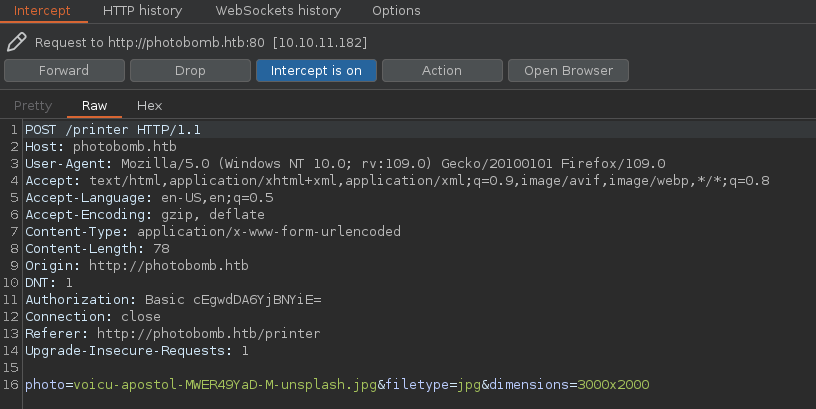 Intercept HTTP history WebSockets history Options
Request to http://photobomb.htb:80 [10.10.11.182]
Forward Drop Intercept is on Action Open Browser
Pretty Raw Hex
1 POST /printer HTTP/1.1
2 Host: photobomb.htb
3 User-Agent: Mozilla/5.0 (Windows NT 10.0; rv:109.0) Gecko/20100101 Firefox/109.0
4 Accept: text/html,application/xhtml+xml,application/xml;q=0.9,image/avif,image/webp,*/*;q=0.8
5 Accept-Language: en-US,en;q=0.5
6 Accept-Encoding: gzip, deflate
7 Content-Type: application/x-www-form-urlencoded
8 Content-Length: 78
9 Origin: http://photobomb.htb
10 DNT: 1
11 Authorization: Basic cEgwdDA6YjBNYiE=
12 Connection: close
13 Referer: http://photobomb.htb/printer
14 Upgrade-Insecure-Requests: 1
15
16 photo=voicu-apostol-MWER49YaD-M-unsplash.jpg&filetype=jpg&dimensions=3000x2000